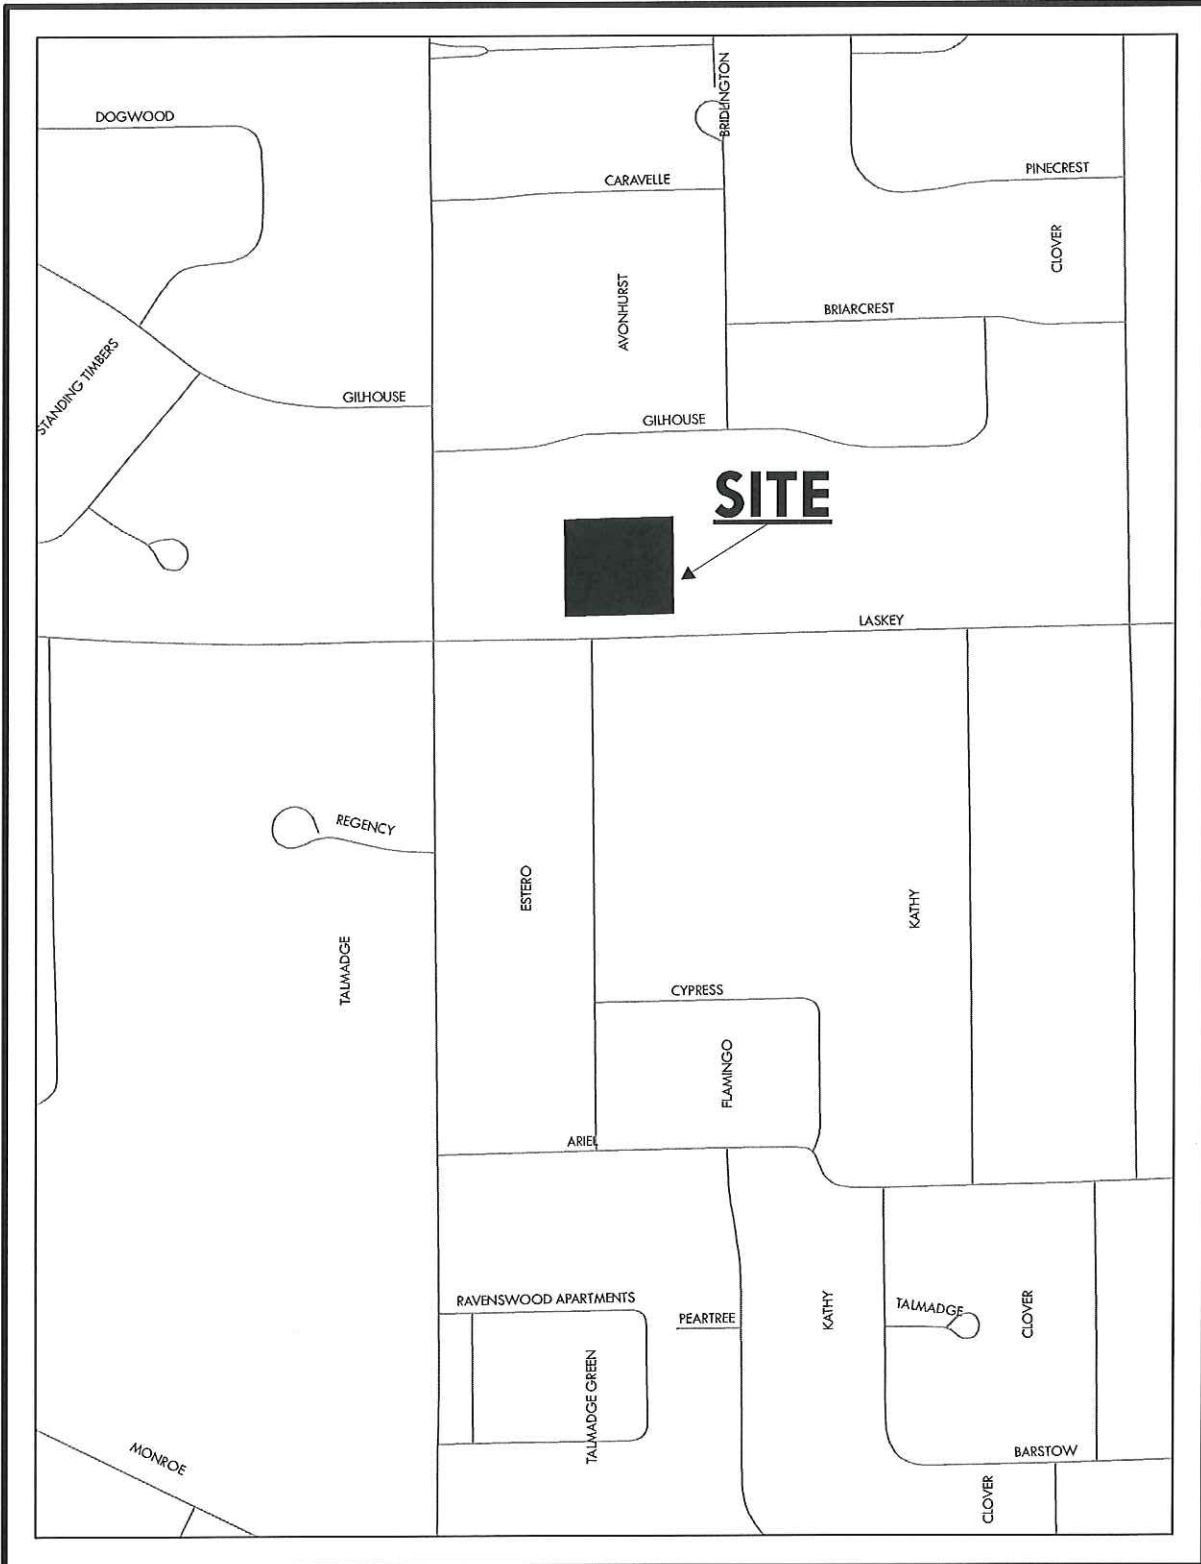 DOGWOOD
BRIDLINGTON
CARAVELLE
PINECREST
CLOVER
AVONHURST
BRIARCREST
STANDING TIMBERS
GILHOUSE
GILHOUSE
SITE
LASKEY
REGENCY
ESTERO
KATHY
TALMADGE
CYPRESS
FLAMINGO
ARIEL
RAVENSWOOD APARTMENTS
PEARTREE
KATHY
TALMADGE
CLOVER
TALMADGE GREEN
MONROE
BARSTOW
CLOVER